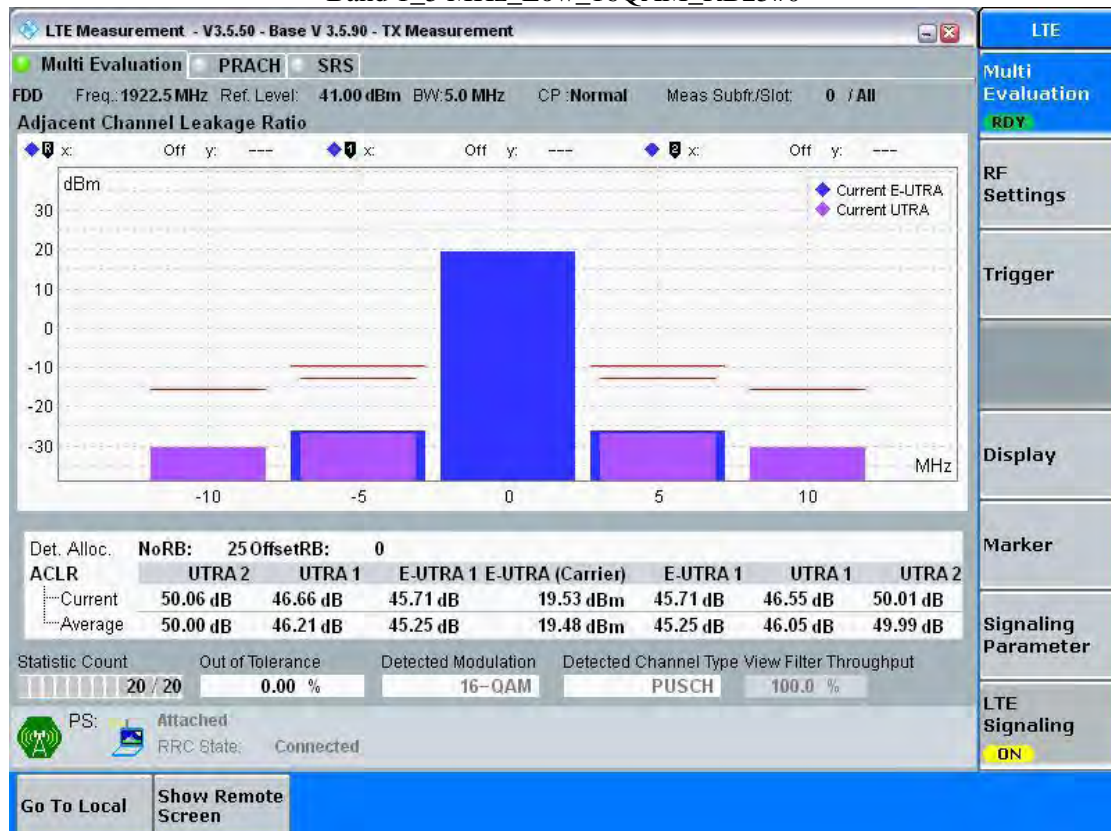 LTE Measurement - V3.5.50 - Base V 3.5.90 - TX Measurement
LTE
Multi Evaluation PRACH SRS
Multi Evaluation
RDY
FDD Freq.: 1922.5 MHz Ref. Level: 41.00 dBm BW: 5.0 MHz CP : Normal Meas Subfr./Slot: 0 / All
Adjacent Channel Leakage Ratio
R x: Off y: --- 1 x: Off y: --- 2 x: Off y: ---
dBm
Current E-UTRA
Current UTRA
30
20
10
0
-10
-20
-30
MHz
-10 -5 0 5 10
RF Settings
Trigger
Display
Marker
Signaling Parameter
LTE Signaling
ON
Det. Alloc. NoRB: 25 OffsetRB: 0
ACLR UTRA 2 UTRA 1 E-UTRA 1 E-UTRA (Carrier) E-UTRA 1 UTRA 1 UTRA 2
Current 50.06 dB 46.66 dB 45.71 dB 19.53 dBm 45.71 dB 46.55 dB 50.01 dB
Average 50.00 dB 46.21 dB 45.25 dB 19.48 dBm 45.25 dB 46.05 dB 49.99 dB
Statistic Count Out of Tolerance Detected Modulation Detected Channel Type View Filter Throughput
20 / 20 0.00 % 16-QAM PUSCH 100.0 %
PS: Attached
RRC State: Connected
Go To Local Show Remote Screen